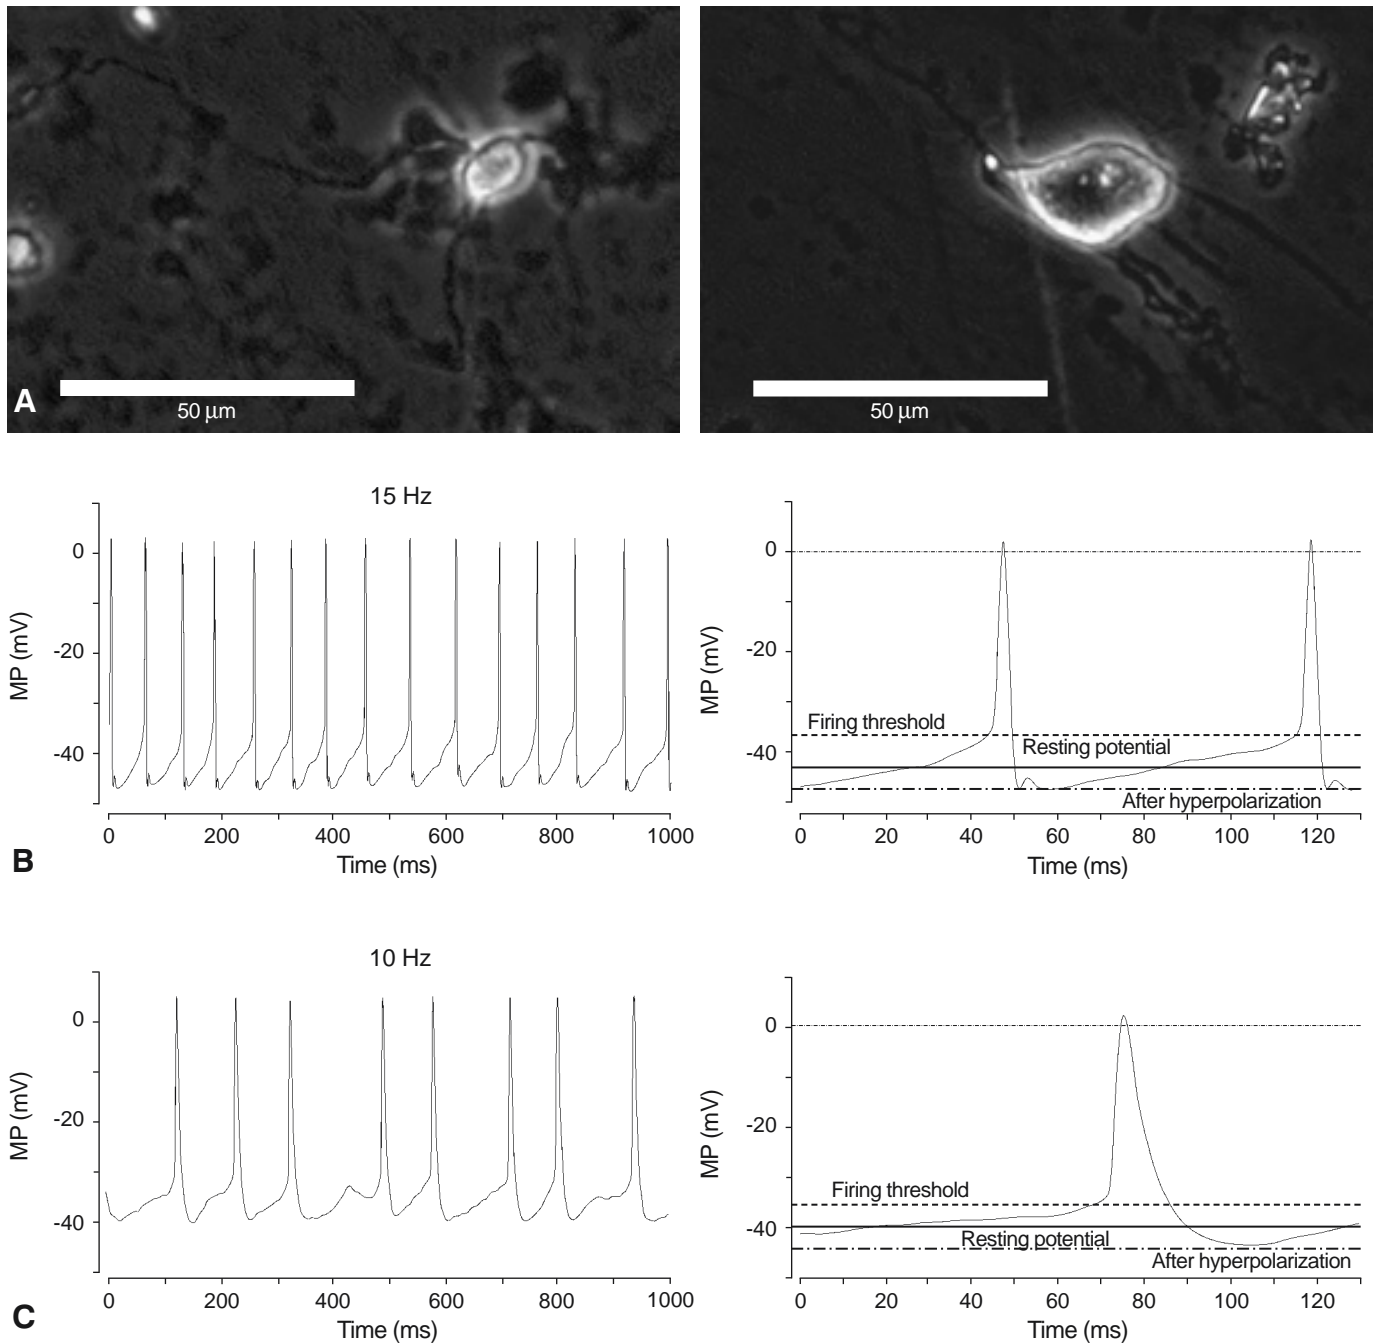 A
50 μm
50 μm
15 Hz
MP (mV)
0
-20
-40
0
200
400
600
800
1000
Time (ms)
B
MP (mV)
0
-20
-40
Firing threshold
Resting potential
After hyperpolarization
0
20
40
60
80
100
120
Time (ms)
10 Hz
MP (mV)
0
-20
-40
0
200
400
600
800
1000
Time (ms)
C
MP (mV)
0
-20
-40
Firing threshold
Resting potential
After hyperpolarization
0
20
40
60
80
100
120
Time (ms)